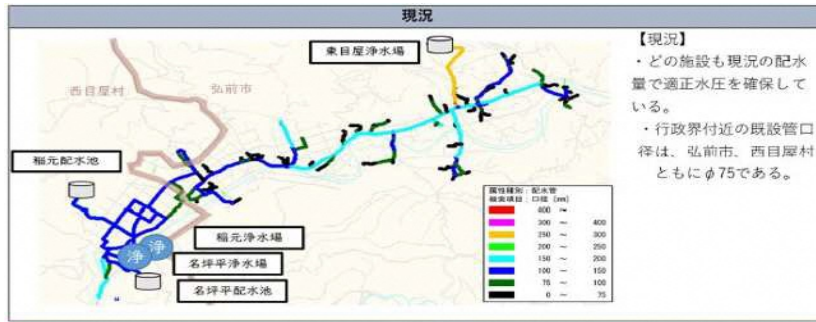 現況
東目屋浄水場
西目屋村
弘前市
稲元配水池
稲元浄水場
名坪平浄水場
名坪平配水池
浄
浄
【現況】
・どの施設も現況の配水
量で適正水圧を確保して
いる。
・行政界付近の既設管口
径は、弘前市、西目屋村
ともにφ75である。
属性種別：配水管
検索項目：口径 (mm)
400 ～
300 ～ 400
250 ～ 300
200 ～ 250
150 ～ 200
100 ～ 150
75 ～ 100
0 ～ 75